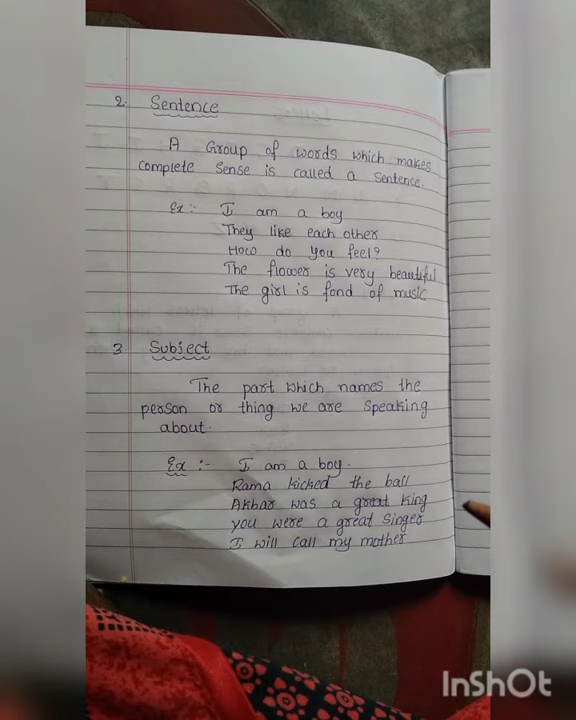 2. Sentence
A Group of words which makes
complete sense is called a sentence.
Ex :- I am a boy
They like each other
How do you feel?
The flower is very beautiful
The girl is fond of music
3 Subject
The part which names the
person or thing we are speaking
about.
Ex :- I am a boy.
Rama kicked the ball
Akbar was a great king
you were a great singer
I will call my mother
InShOt